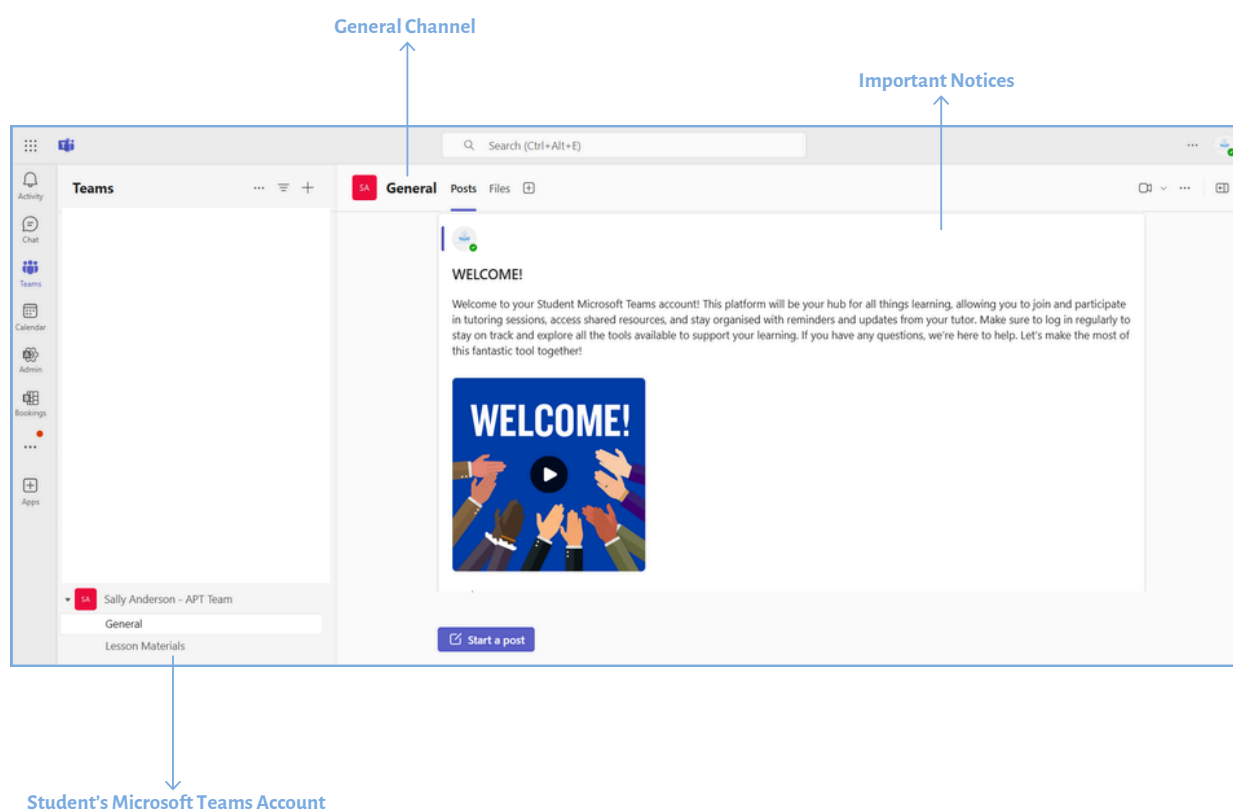 General Channel
Important Notices
Search (Ctrl+Alt+E)
Activity
Chat
Teams
Calendar
Admin
Bookings
Apps
Teams
SA
General Posts Files
WELCOME!
Welcome to your Student Microsoft Teams account! This platform will be your hub for all things learning, allowing you to join and participate
in tutoring sessions, access shared resources, and stay organised with reminders and updates from your tutor. Make sure to log in regularly to
stay on track and explore all the tools available to support your learning. If you have any questions, we're here to help. Let's make the most of
this fantastic tool together!
WELCOME!
SA Sally Anderson - APT Team
General
Lesson Materials
Start a post
Student's Microsoft Teams Account